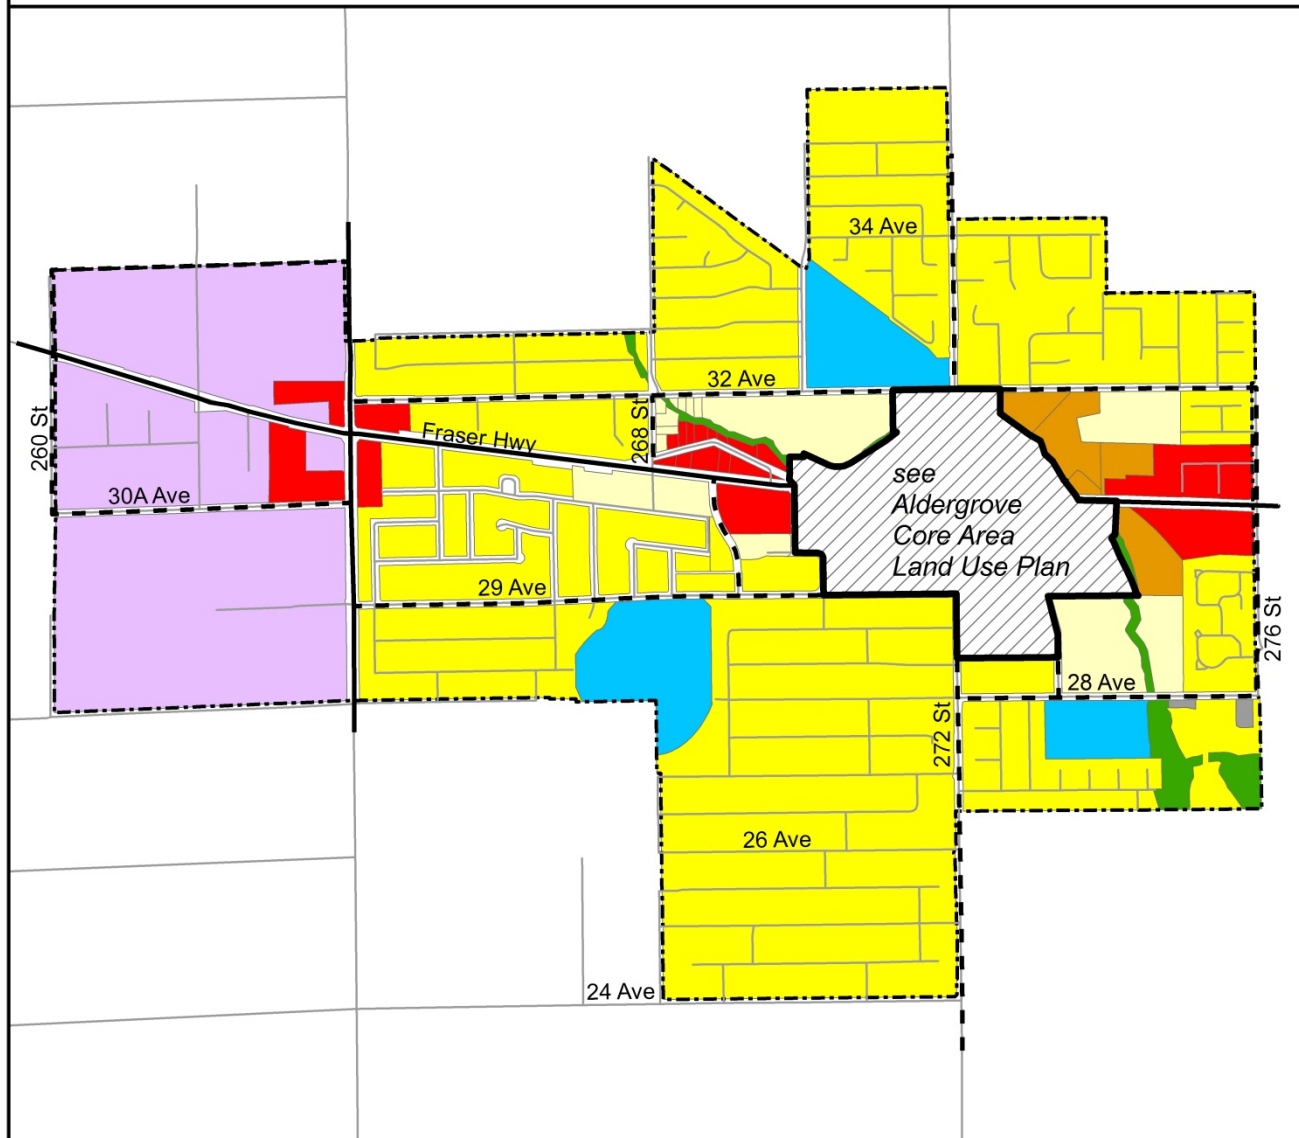 34 Ave
32 Ave
268 St
Fraser Hwy
260 St
30A Ave
see
Aldergrove
Core Area
Land Use Plan
29 Ave
276 St
28 Ave
272 St
26 Ave
24 Ave